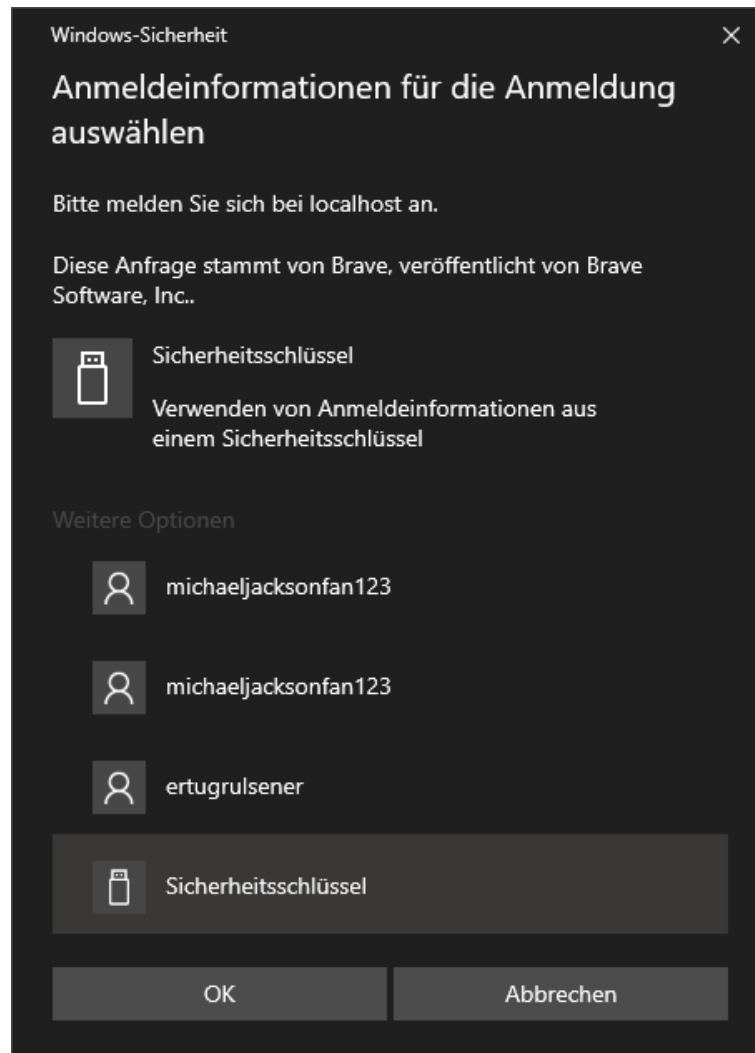 Windows-Sicherheit
Anmeldeinformationen für die Anmeldung
auswählen
Bitte melden Sie sich bei localhost an.
Diese Anfrage stammt von Brave, veröffentlicht von Brave
Software, Inc..
Sicherheitsschlüssel
Verwenden von Anmeldeinformationen aus
einem Sicherheitsschlüssel
Weitere Optionen
michaeljacksonfan123
michaeljacksonfan123
ertugrulsener
Sicherheitsschlüssel
OK
Abbrechen